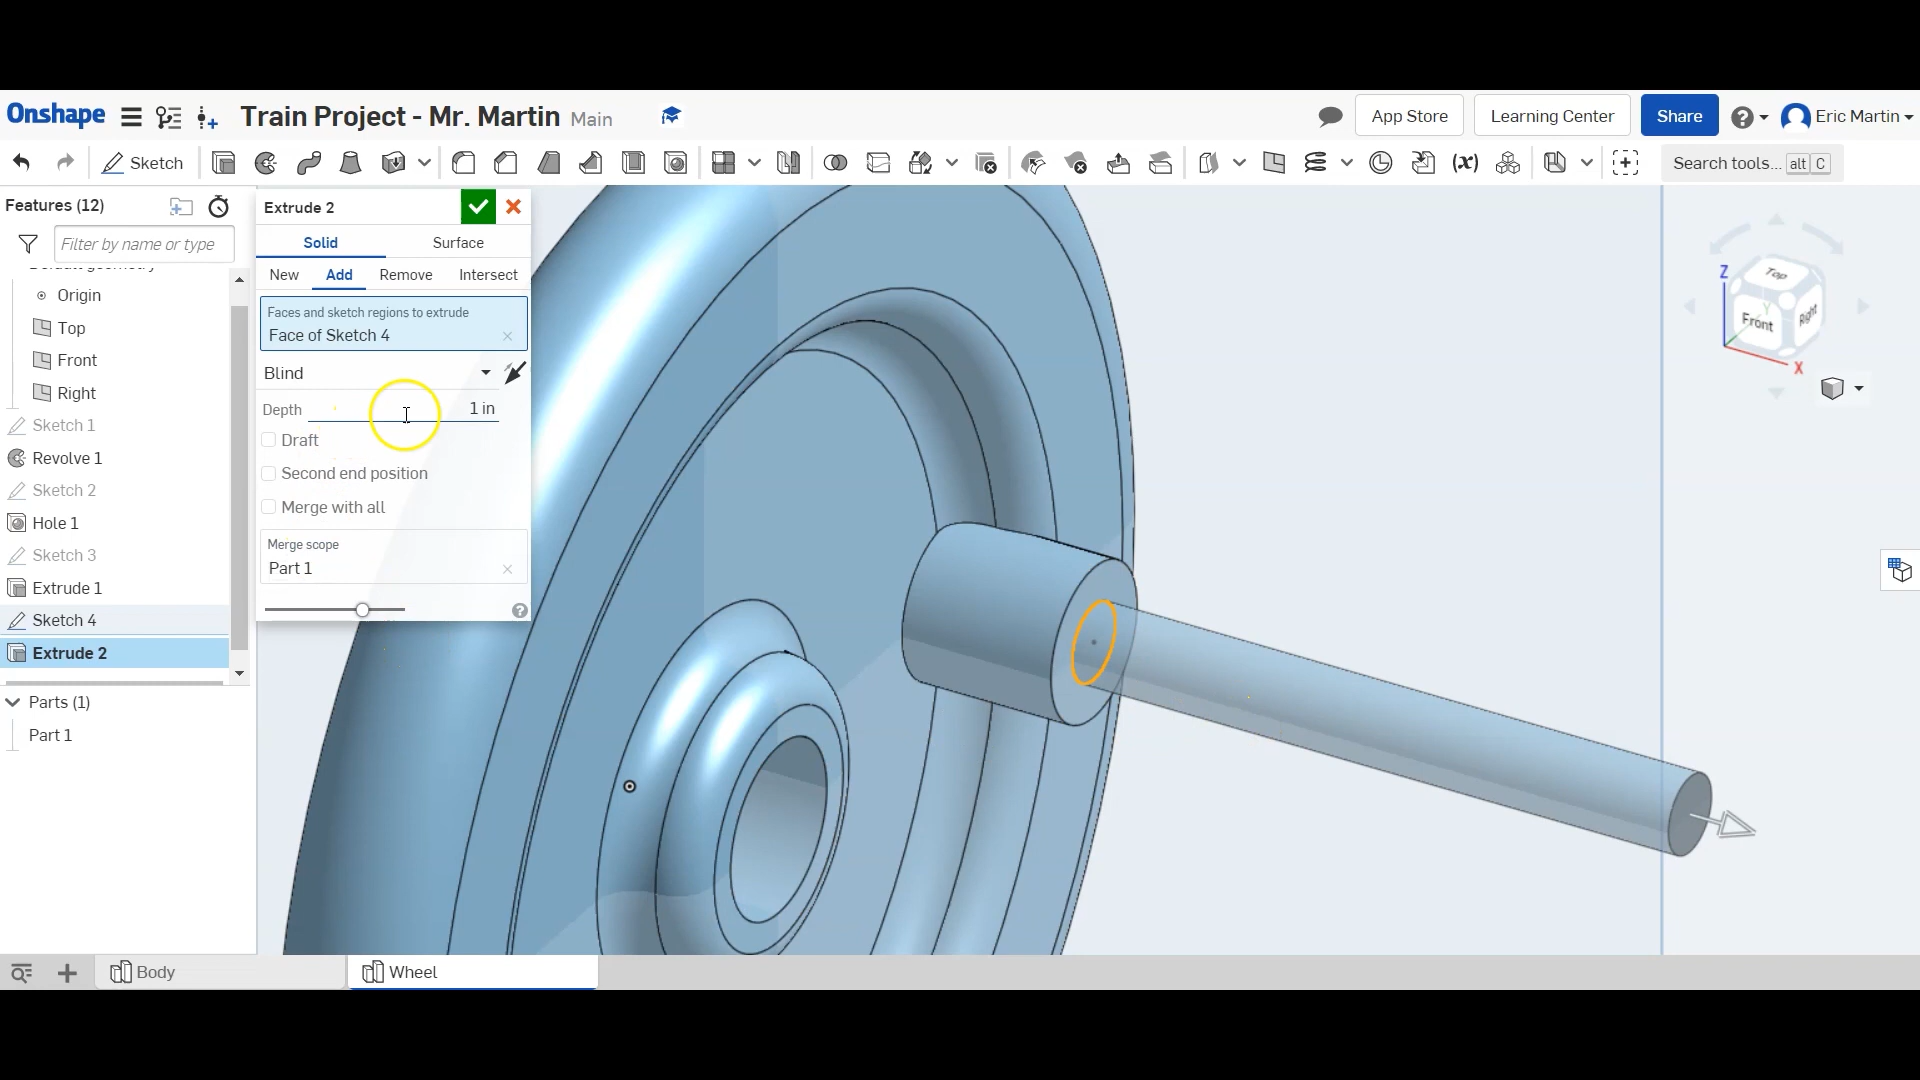 Onshape
Train Project - Mr. Martin Main
App Store
Learning Center
Share
Eric Martin
Sketch
Search tools... alt C
Features (12)
Filter by name or type
Default geometry
Origin
Top
Front
Right
Sketch 1
Revolve 1
Sketch 2
Hole 1
Sketch 3
Extrude 1
Sketch 4
Extrude 2
Parts (1)
Part 1
Extrude 2
Solid Surface
New Add Remove Intersect
Faces and sketch regions to extrude
Face of Sketch 4
Blind
Depth 1 in
Draft
Second end position
Merge with all
Merge scope
Part 1
Z
Top
Y
Front
Right
X
Body
Wheel